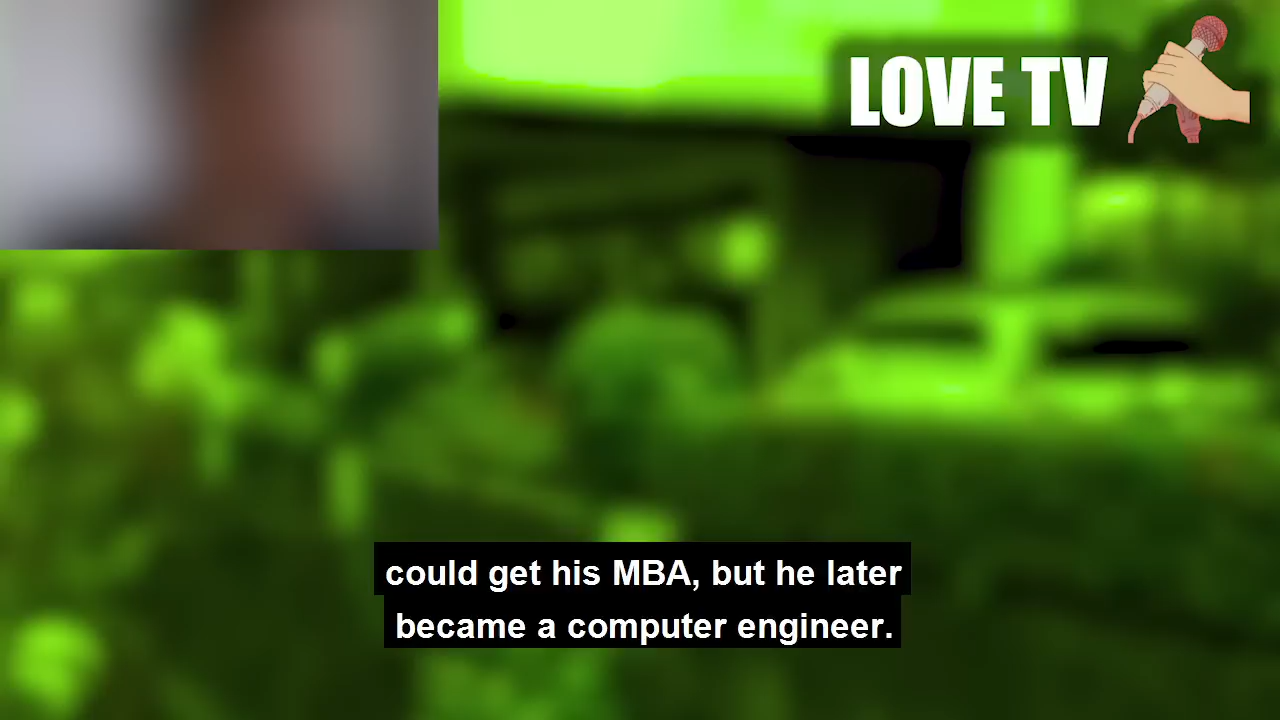 LOVE TV
could get his MBA, but he later
became a computer engineer.